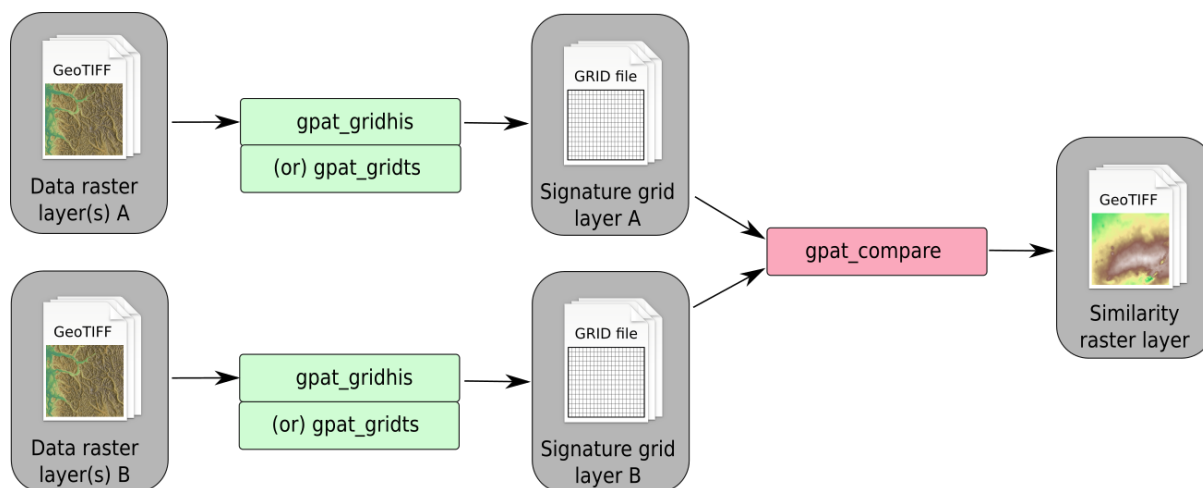 GeoTIFF
Data raster
layer(s) A
gpat_gridhis
(or) gpat_gridts
GRID file
Signature grid
layer A
GeoTIFF
Data raster
layer(s) B
gpat_gridhis
(or) gpat_gridts
GRID file
Signature grid
layer B
gpat_compare
GeoTIFF
Similarity
raster layer